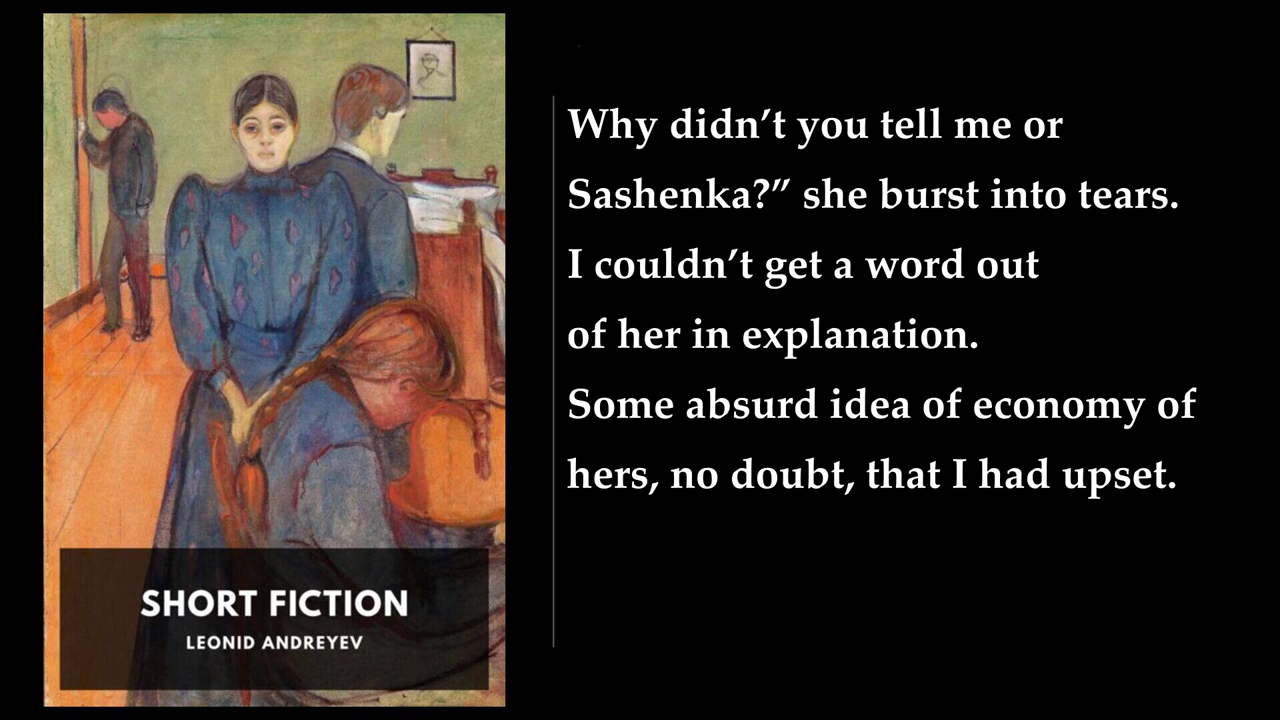 Why didn’t you tell me or
Sashenka?” she burst into tears.
I couldn’t get a word out
of her in explanation.
Some absurd idea of economy of
hers, no doubt, that I had upset.
SHORT FICTION
LEONID ANDREYEV